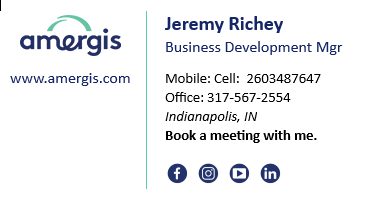 amergis
www.amergis.com
Jeremy Richey
Business Development Mgr
Mobile: Cell:  2603487647
Office: 317-567-2554
Indianapolis, IN
Book a meeting with me.